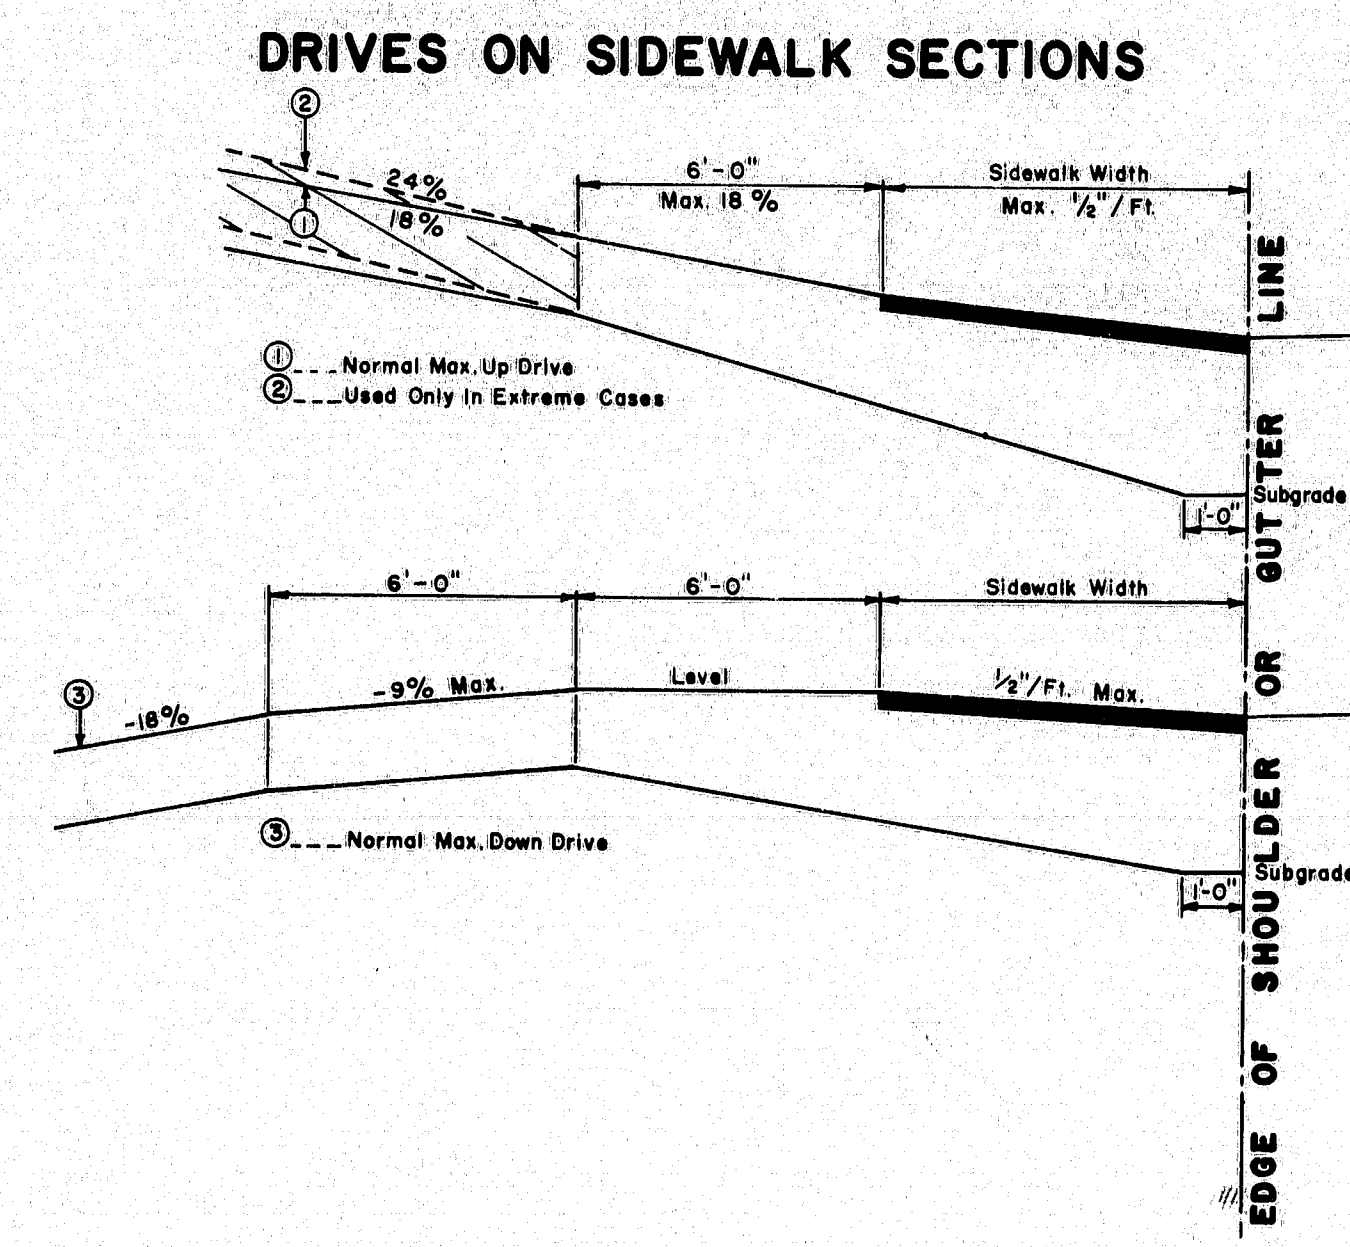 DRIVES ON SIDEWALK SECTIONS
2
24%
18%
1
6'-0"
Max. 18 %
Sidewalk Width
Max. 1/2"/Ft.
1 ___ Normal Max. Up Drive
2 ___ Used Only In Extreme Cases
Subgrade
1'-0"
6'-0"
6'-0"
Sidewalk Width
3
-18%
-9% Max.
Level
1/2"/Ft. Max.
3 ___ Normal Max. Down Drive
Subgrade
1'-0"
EDGE OF SHOULDER OR GUTTER LINE